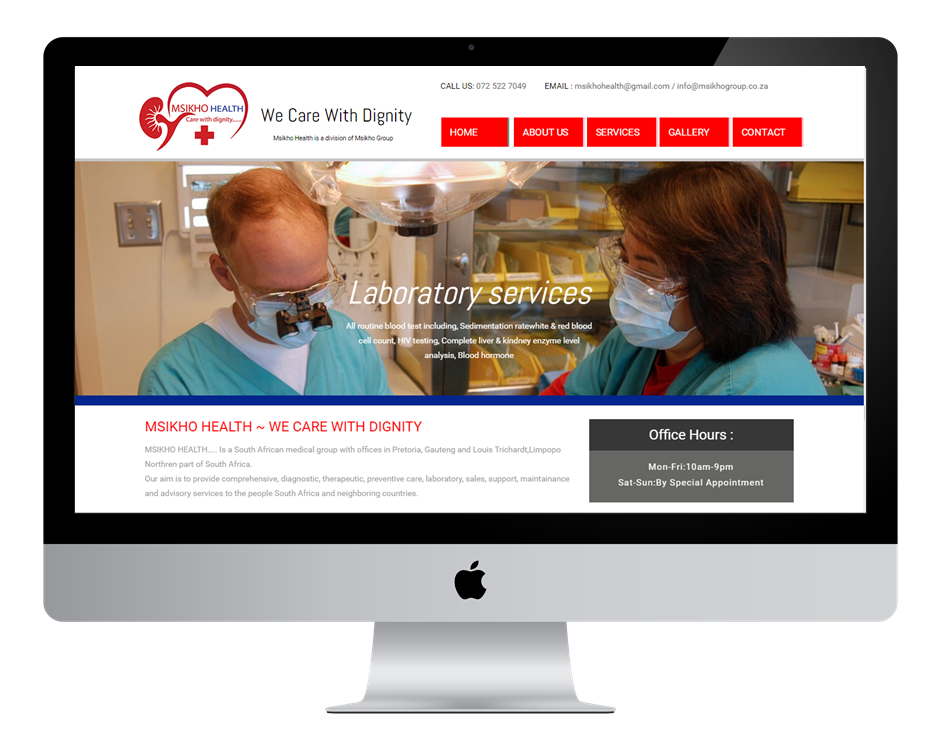 MSIKHO HEALTH
Care with dignity......
We Care With Dignity
Msikho Health is a division of Msikho Group
CALL US: 072 522 7049 EMAIL : msikhohealth@gmail.com / info@msikhogroup.co.za
HOME ABOUT US SERVICES GALLERY CONTACT
Laboratory services
All routine blood test including, Sedimentation ratewhite & red blood
cell count, HIV testing, Complete liver & kindney enzyme level
analysis, Blood hormone
MSIKHO HEALTH ~ WE CARE WITH DIGNITY
MSIKHO HEALTH..... Is a South African medical group with offices in Pretoria, Gauteng and Louis Trichardt,Limpopo
Northren part of South Africa.
Our aim is to provide comprehensive, diagnostic, therapeutic, preventive care, laboratory, sales, support, maintainance
and advisory services to the people South Africa and neighboring countries.
Office Hours :
Mon-Fri:10am-9pm
Sat-Sun:By Special Appointment